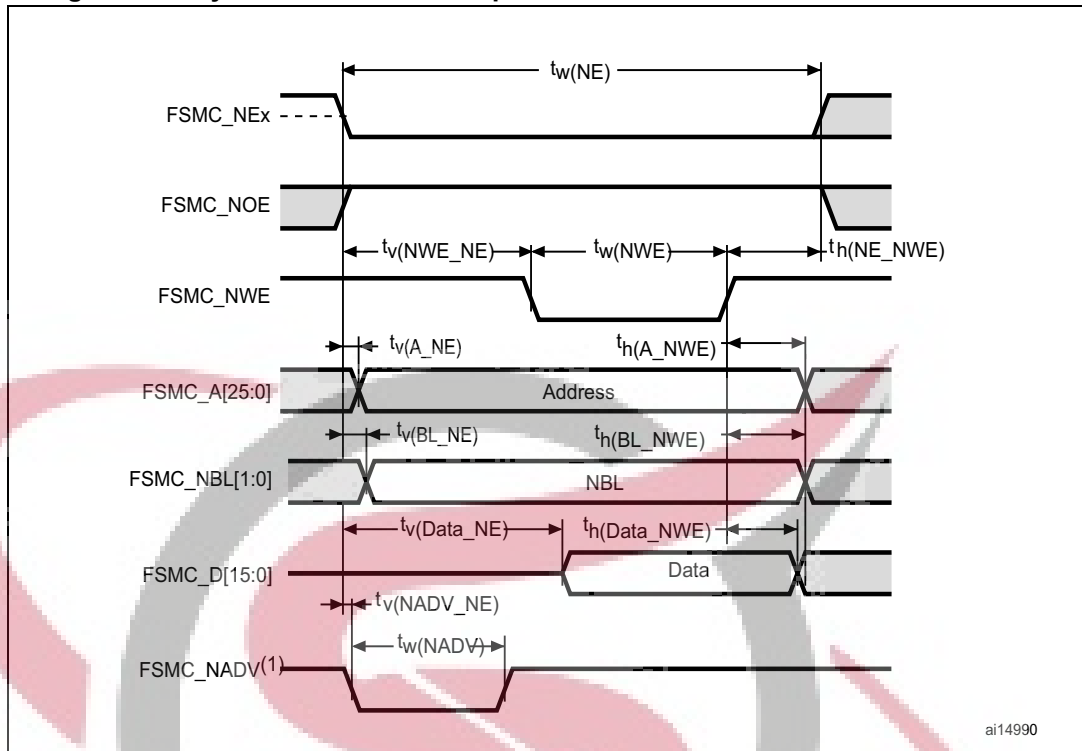 tw(NE)
FSMC_NEx
FSMC_NOE
tv(NWE_NE) tw(NWE) th(NE_NWE)
FSMC_NWE
tv(A_NE) th(A_NWE)
FSMC_A[25:0] Address
tv(BL_NE) th(BL_NWE)
FSMC_NBL[1:0] NBL
tv(Data_NE) th(Data_NWE)
FSMC_D[15:0] Data
tv(NADV_NE)
tw(NADV)
FSMC_NADV(1)
ai14990